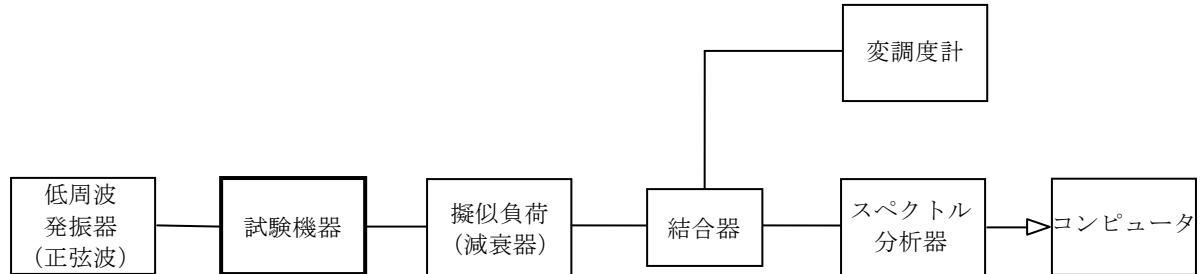 変調度計
低周波
発振器
（正弦波）
試験機器
擬似負荷
（減衰器）
結合器
スペクトル
分析器
コンピュータ